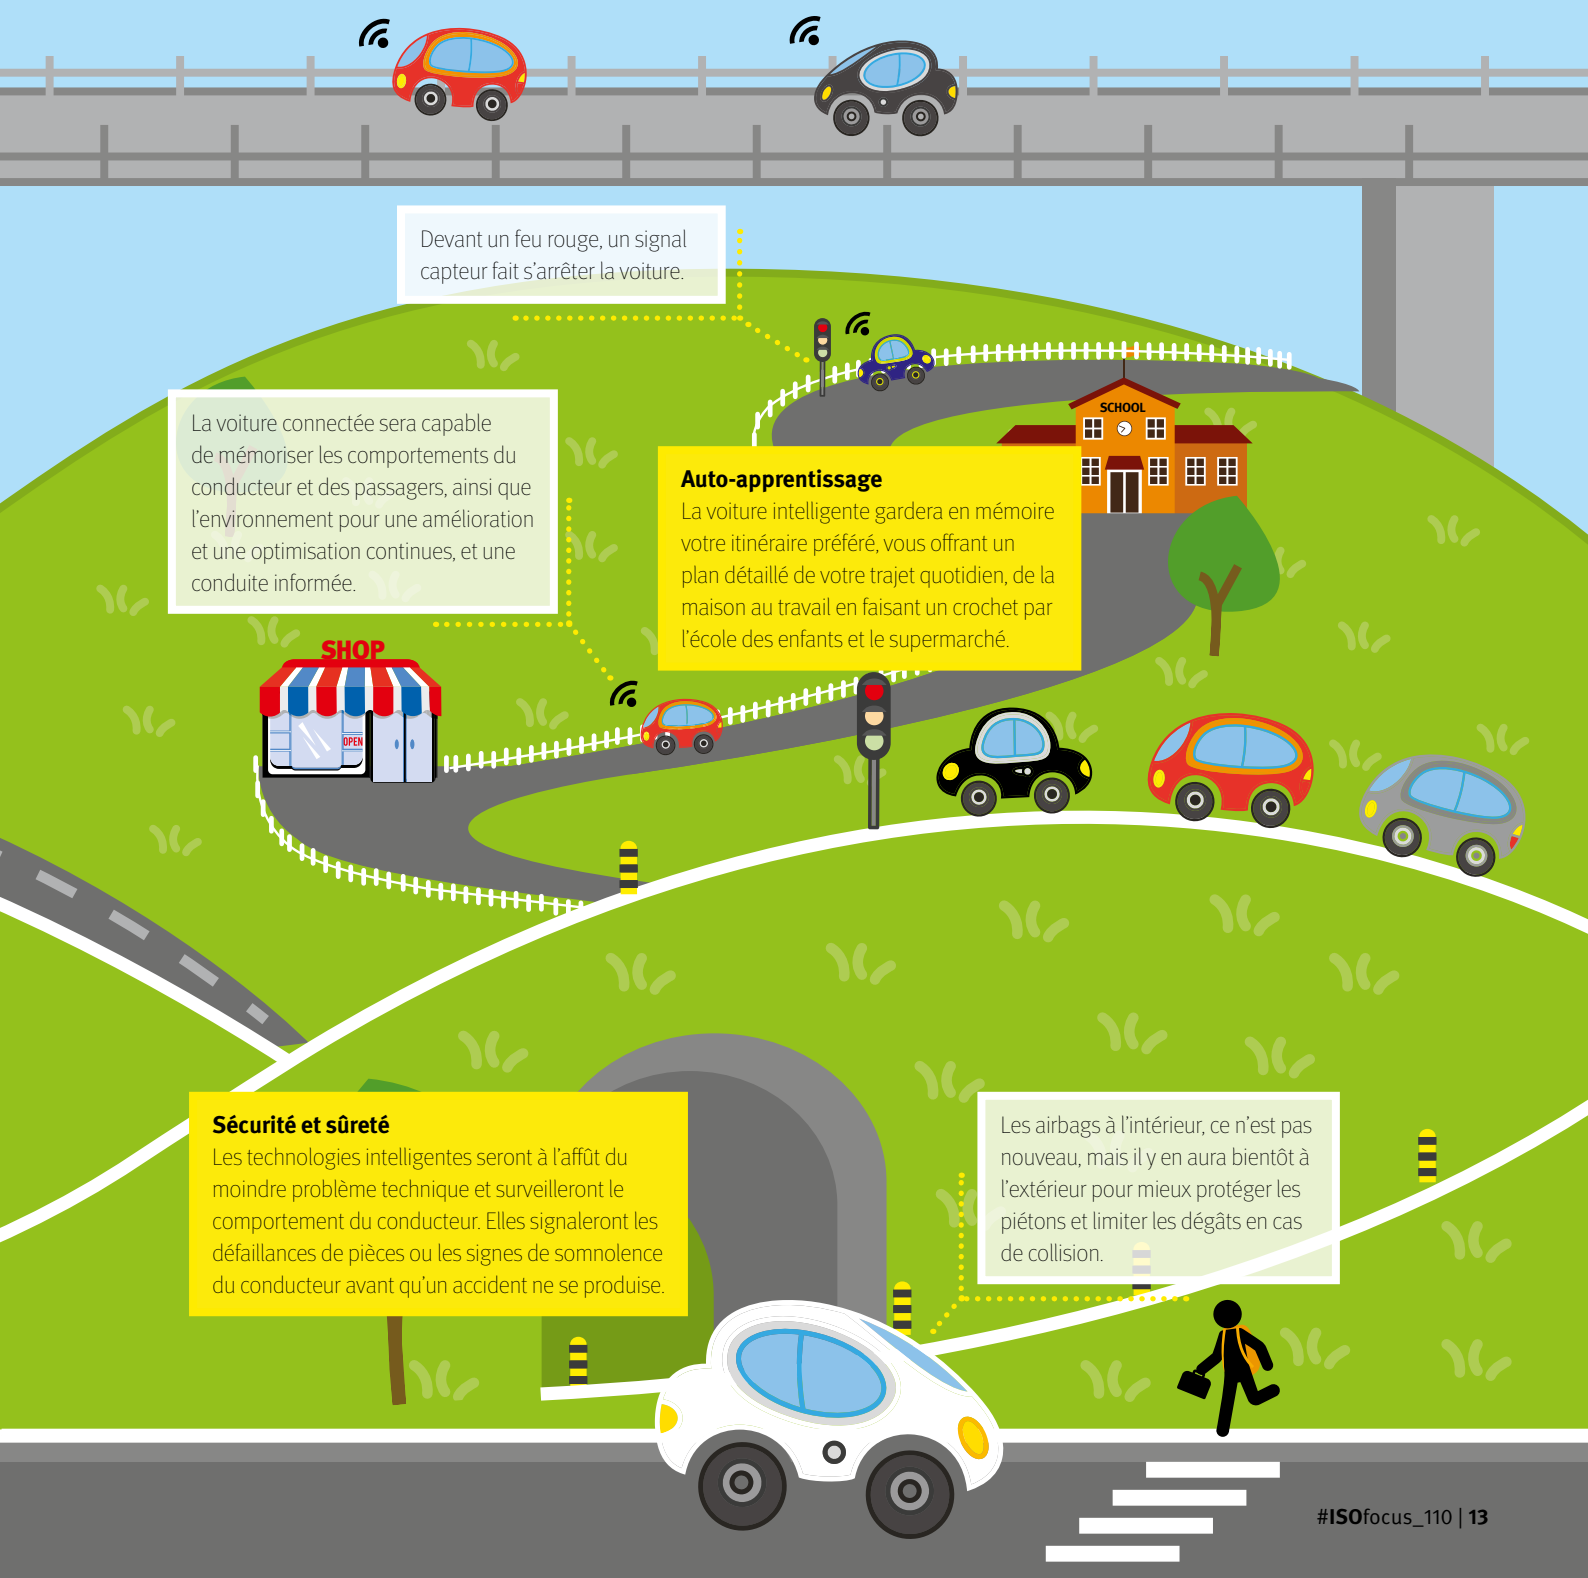 Devant un feu rouge, un signal
capteur fait s’arrêter la voiture.
La voiture connectée sera capable
de mémoriser les comportements du
conducteur et des passagers, ainsi que
l’environnement pour une amélioration
et une optimisation continues, et une
conduite informée.
SCHOOL
Auto-apprentissage
La voiture intelligente gardera en mémoire
votre itinéraire préféré, vous offrant un
plan détaillé de votre trajet quotidien, de la
maison au travail en faisant un crochet par
l’école des enfants et le supermarché.
SHOP
OPEN
Sécurité et sûreté
Les technologies intelligentes seront à l’affût du
moindre problème technique et surveilleront le
comportement du conducteur. Elles signaleront les
défaillances de pièces ou les signes de somnolence
du conducteur avant qu’un accident ne se produise.
Les airbags à l’intérieur, ce n’est pas
nouveau, mais il y en aura bientôt à
l’extérieur pour mieux protéger les
piétons et limiter les dégâts en cas
de collision.
#ISOfocus_110 | 13